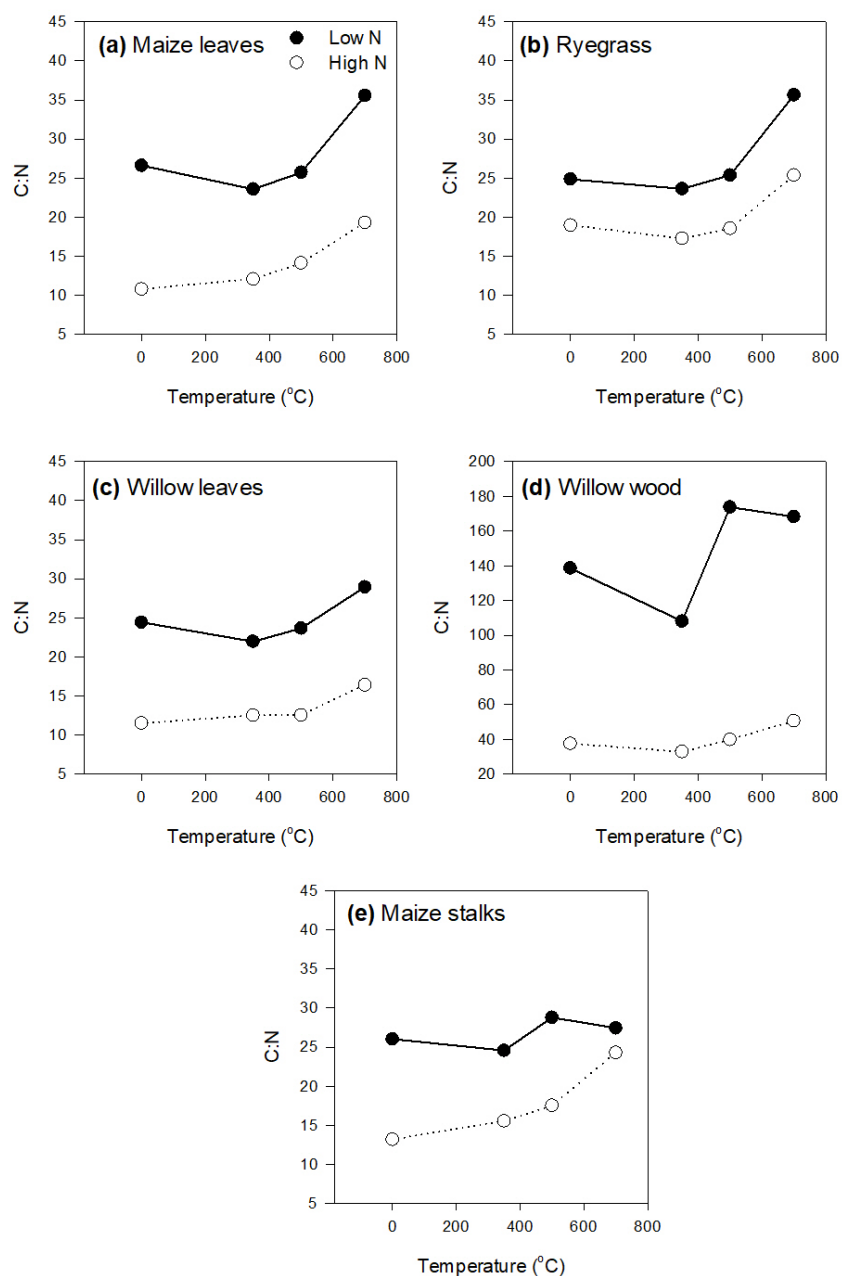 (a) Maize leaves
Low N
High N
45
40
35
30
25
20
15
10
5
C:N
0 200 400 600 800
Temperature (°C)
(b) Ryegrass
45
40
35
30
25
20
15
10
5
C:N
0 200 400 600 800
Temperature (°C)
(c) Willow leaves
45
40
35
30
25
20
15
10
5
C:N
0 200 400 600 800
Temperature (°C)
(d) Willow wood
200
180
160
140
120
100
80
60
40
20
C:N
0 200 400 600 800
Temperature (°C)
(e) Maize stalks
45
40
35
30
25
20
15
10
5
C:N
0 200 400 600 800
Temperature (°C)